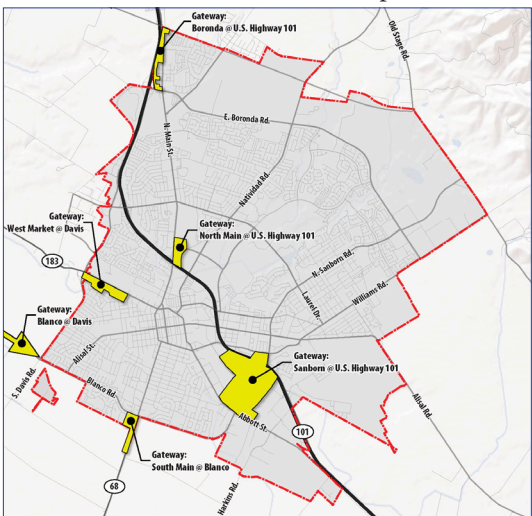 Gateway:
Boronda @ U.S. Highway 101
Old Stage Rd.
E. Boronda Rd.
N. Main St.
Natividad Rd.
Gateway:
West Market @ Davis
Gateway:
North Main @ U.S. Highway 101
183
N. Sanborn Rd.
Williams Rd.
Laurel Dr.
Gateway:
Blanco @ Davis
Alisal St.
Gateway:
Sanborn @ U.S. Highway 101
S. Davis Rd.
Blanco Rd.
Alisal Rd.
Abbott St.
101
Gateway:
South Main @ Blanco
68
Harkins Rd.